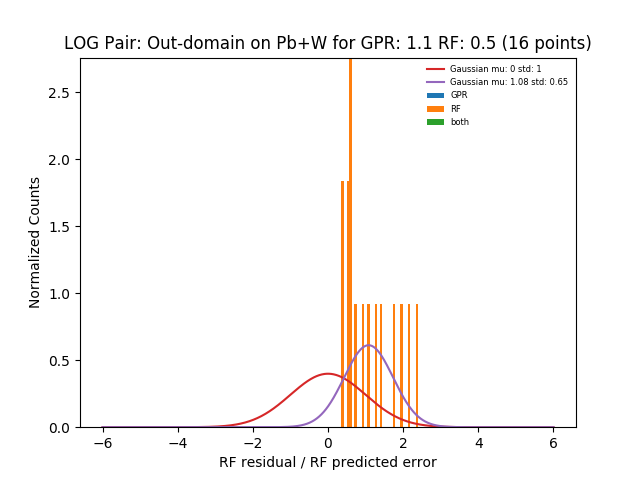 LOG Pair: Out-domain on Pb+W for GPR: 1.1 RF: 0.5 (16 points)
Gaussian mu: 0 std: 1
Gaussian mu: 1.08 std: 0.65
GPR
RF
both
Normalized Counts
2.5
2.0
1.5
1.0
0.5
0.0
−6 −4 −2 0 2 4 6
RF residual / RF predicted error